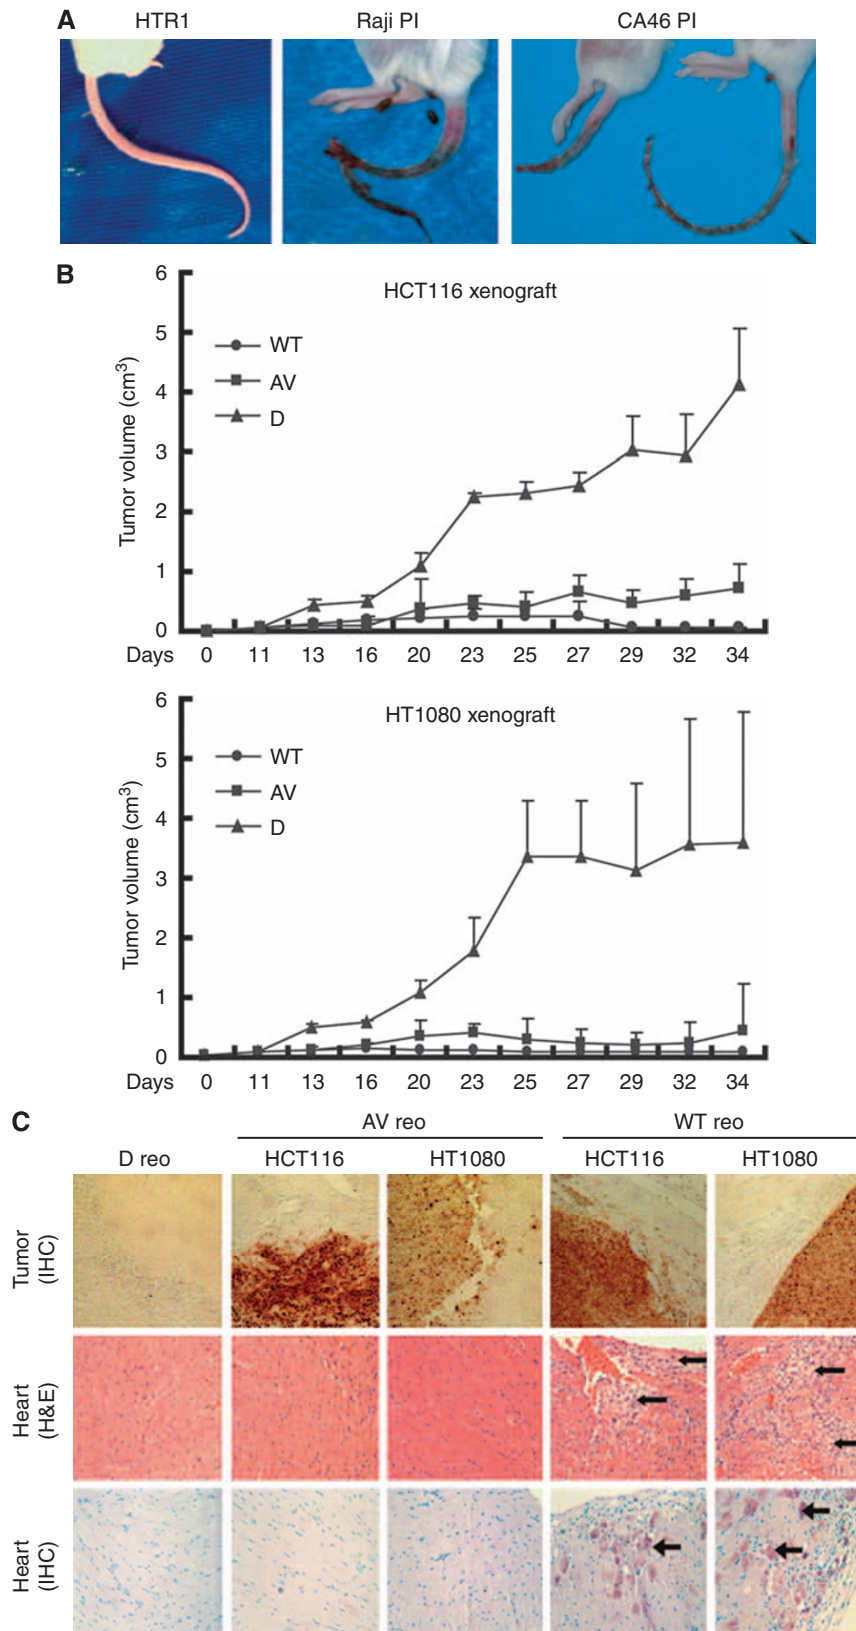 A
HTR1 Raji PI CA46 PI
B
HCT116 xenograft
WT
AV
D
Tumor volume (cm³)
6
5
4
3
2
1
0
Days 0 11 13 16 20 23 25 27 29 32 34
HT1080 xenograft
WT
AV
D
Tumor volume (cm³)
6
5
4
3
2
1
0
Days 0 11 13 16 20 23 25 27 29 32 34
C
AV reo WT reo
D reo HCT116 HT1080 HCT116 HT1080
Tumor
(IHC)
Heart
(H&E)
Heart
(IHC)